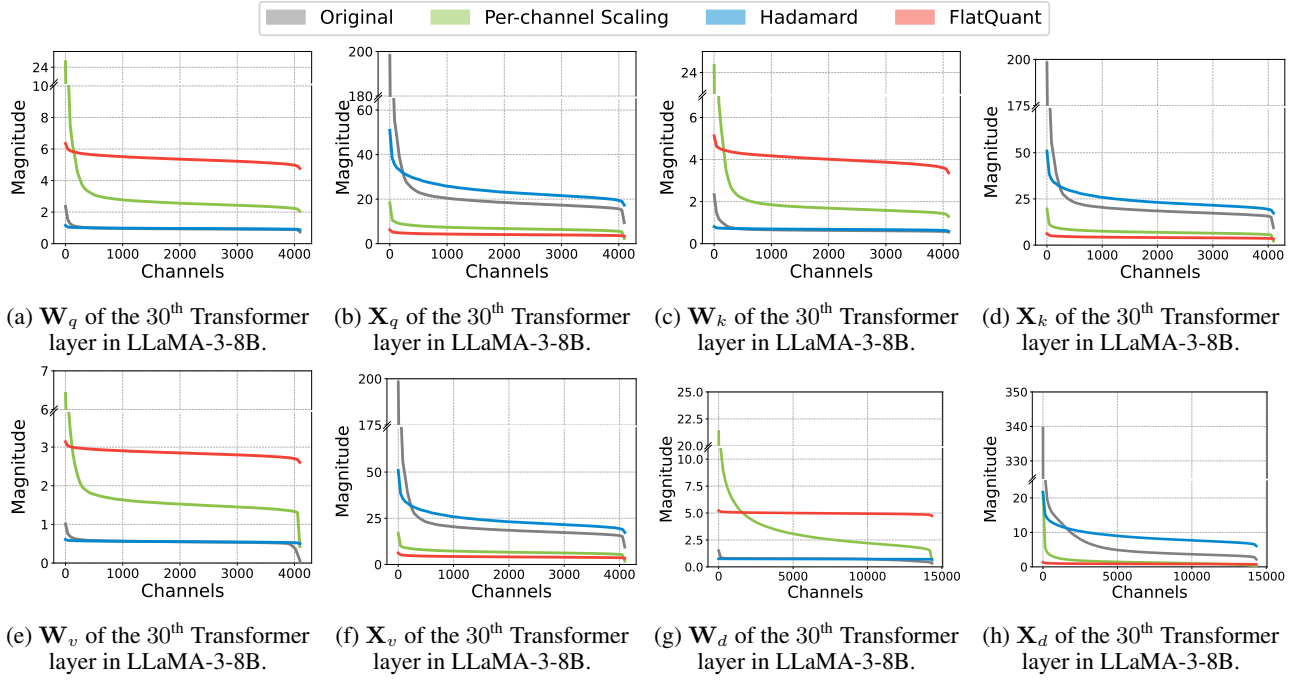 Original Per-channel Scaling Hadamard FlatQuant
24
10
8
6
4
2
0
Magnitude
0 1000 2000 3000 4000
Channels
200
180
60
40
20
0
Magnitude
0 1000 2000 3000 4000
Channels
24
6
4
2
0
Magnitude
0 1000 2000 3000 4000
Channels
200
175
50
25
0
Magnitude
0 1000 2000 3000 4000
Channels
(a) W_q of the 30th Transformer
layer in LLaMA-3-8B.
(b) X_q of the 30th Transformer
layer in LLaMA-3-8B.
(c) W_k of the 30th Transformer
layer in LLaMA-3-8B.
(d) X_k of the 30th Transformer
layer in LLaMA-3-8B.
7
6
3
2
1
0
Magnitude
0 1000 2000 3000 4000
Channels
200
175
50
25
0
Magnitude
0 1000 2000 3000 4000
Channels
25.0
22.5
20.0
10.0
7.5
5.0
2.5
0.0
Magnitude
0 5000 10000 15000
Channels
350
340
330
20
10
0
Magnitude
0 5000 10000 15000
Channels
(e) W_v of the 30th Transformer
layer in LLaMA-3-8B.
(f) X_v of the 30th Transformer
layer in LLaMA-3-8B.
(g) W_d of the 30th Transformer
layer in LLaMA-3-8B.
(h) X_d of the 30th Transformer
layer in LLaMA-3-8B.